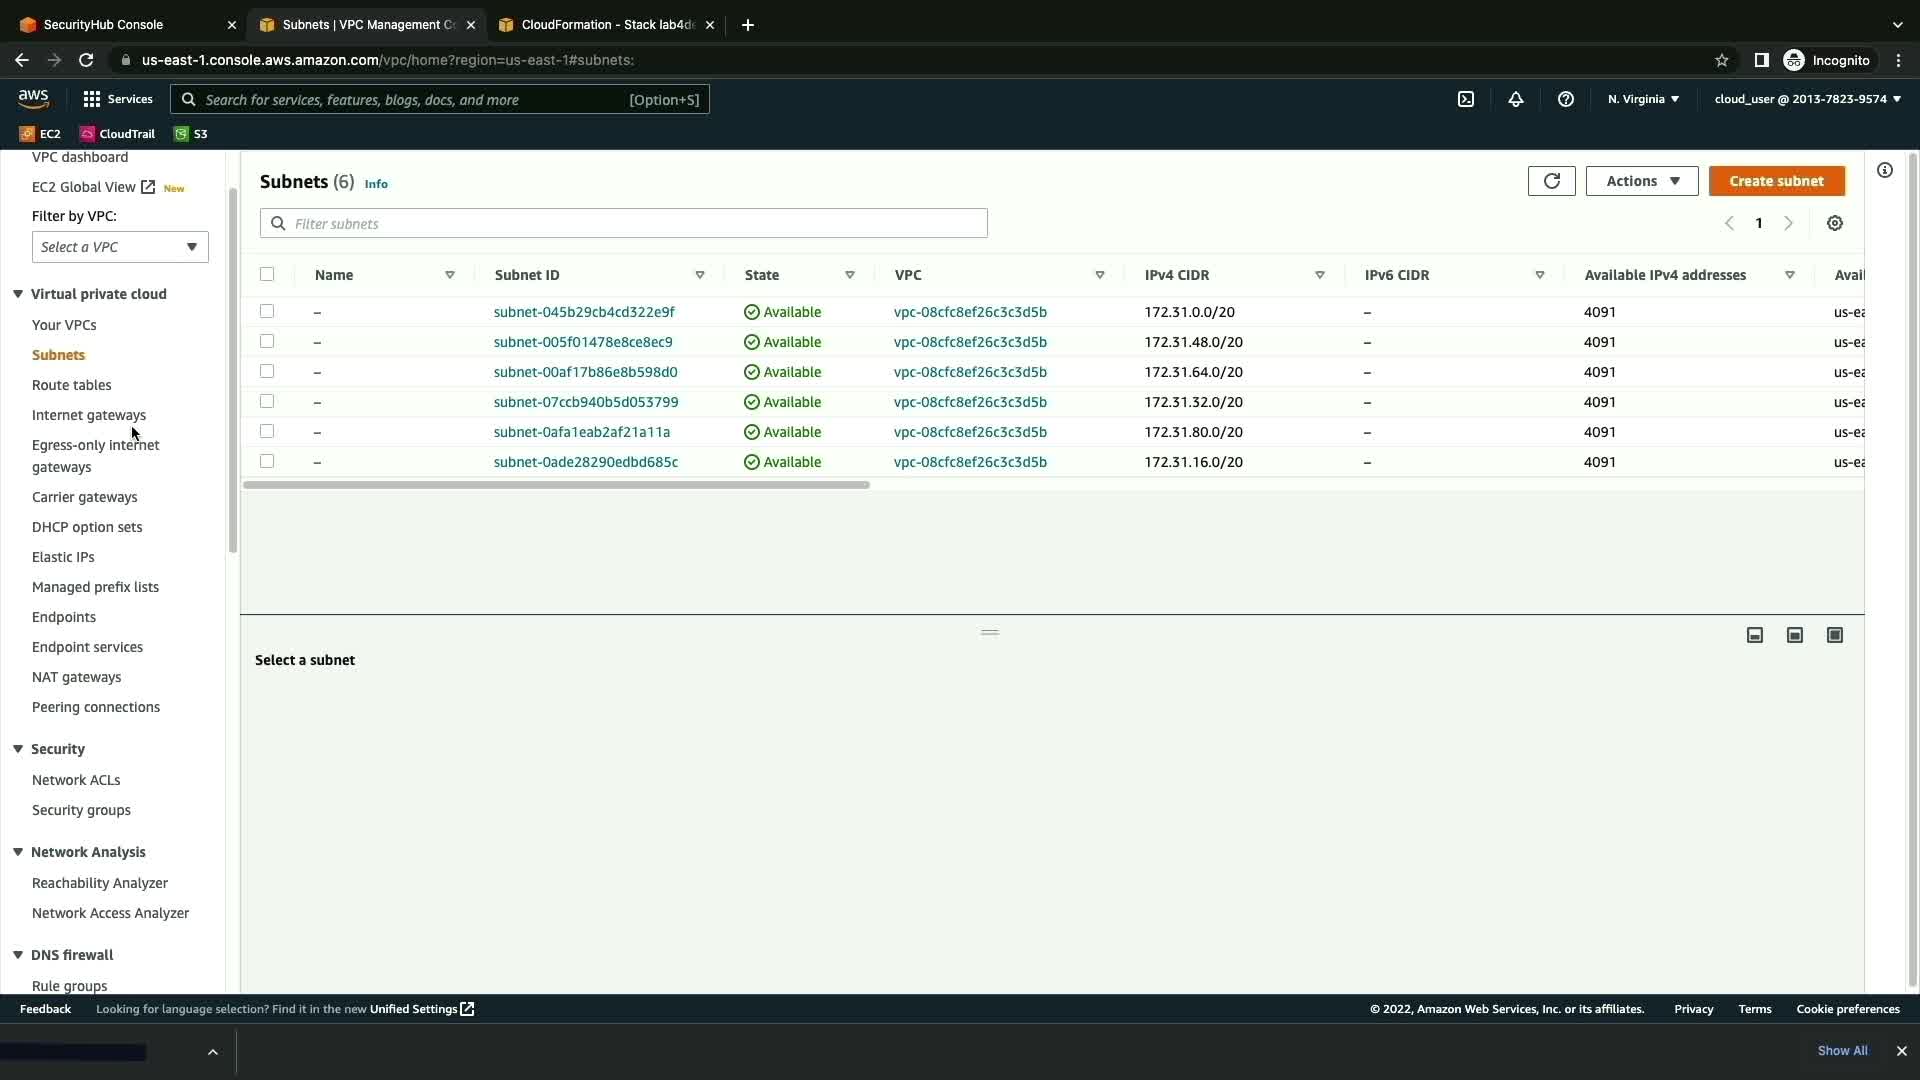 SecurityHub Console
Subnets | VPC Management Co
CloudFormation - Stack lab4de
us-east-1.console.aws.amazon.com/vpc/home?region=us-east-1#subnets:
Incognito
aws
Services
Search for services, features, blogs, docs, and more
[Option+S]
N. Virginia
cloud_user @ 2013-7823-9574
EC2
CloudTrail
S3
VPC dashboard
EC2 Global View
New
Filter by VPC:
Select a VPC
Virtual private cloud
Your VPCs
Subnets
Route tables
Internet gateways
Egress-only internet
gateways
Carrier gateways
DHCP option sets
Elastic IPs
Managed prefix lists
Endpoints
Endpoint services
NAT gateways
Peering connections
Security
Network ACLs
Security groups
Network Analysis
Reachability Analyzer
Network Access Analyzer
DNS firewall
Rule groups
Subnets (6) Info
Actions
Create subnet
Filter subnets
1
Name Subnet ID State VPC IPv4 CIDR IPv6 CIDR Available IPv4 addresses Avail
– subnet-045b29cb4cd322e9f Available vpc-08cfc8ef26c3c3d5b 172.31.0.0/20 – 4091 us-ea
– subnet-005f01478e8ce8ec9 Available vpc-08cfc8ef26c3c3d5b 172.31.48.0/20 – 4091 us-ea
– subnet-00af17b86e8b598d0 Available vpc-08cfc8ef26c3c3d5b 172.31.64.0/20 – 4091 us-ea
– subnet-07ccb940b5d053799 Available vpc-08cfc8ef26c3c3d5b 172.31.32.0/20 – 4091 us-ea
– subnet-0afa1eab2af21a11a Available vpc-08cfc8ef26c3c3d5b 172.31.80.0/20 – 4091 us-ea
– subnet-0ade28290edbd685c Available vpc-08cfc8ef26c3c3d5b 172.31.16.0/20 – 4091 us-ea
Select a subnet
Feedback
Looking for language selection? Find it in the new Unified Settings
© 2022, Amazon Web Services, Inc. or its affiliates.
Privacy
Terms
Cookie preferences
Show All